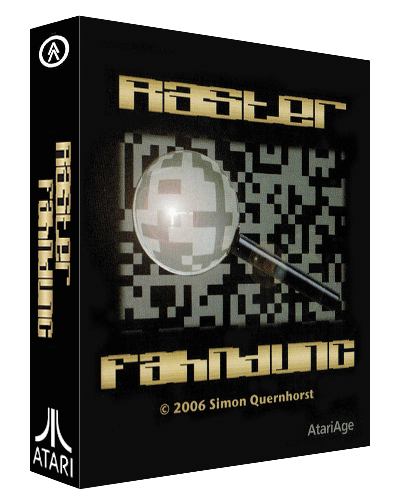 Raster
Fahndung
© 2006 Simon Quernhorst
AtariAge
Raster
Fahndung
ATARI